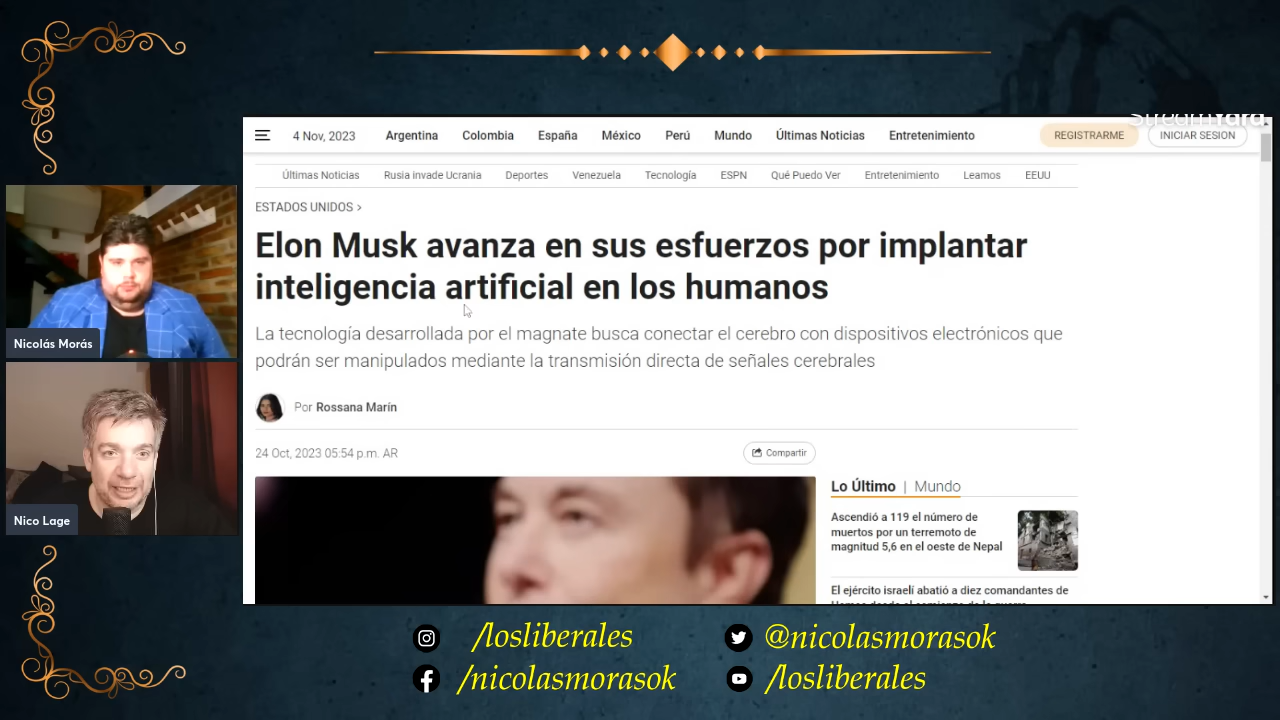 StreamYard
4 Nov, 2023 Argentina Colombia España México Perú Mundo Últimas Noticias Entretenimiento REGISTRARME INICIAR SESION
Últimas Noticias Rusia invade Ucrania Deportes Venezuela Tecnología ESPN Qué Puedo Ver Entretenimiento Leamos EEUU
ESTADOS UNIDOS >
Elon Musk avanza en sus esfuerzos por implantar
inteligencia artificial en los humanos
La tecnología desarrollada por el magnate busca conectar el cerebro con dispositivos electrónicos que
podrán ser manipulados mediante la transmisión directa de señales cerebrales
Por Rossana Marín
24 Oct, 2023 05:54 p.m. AR
Compartir
Lo Último | Mundo
Ascendió a 119 el número de
muertos por un terremoto de
magnitud 5,6 en el oeste de Nepal
El ejército israelí abatió a diez comandantes de
Nicolás Morás
Nico Lage
/losliberales
@nicolasmorasok
/nicolasmorasok
/losliberales